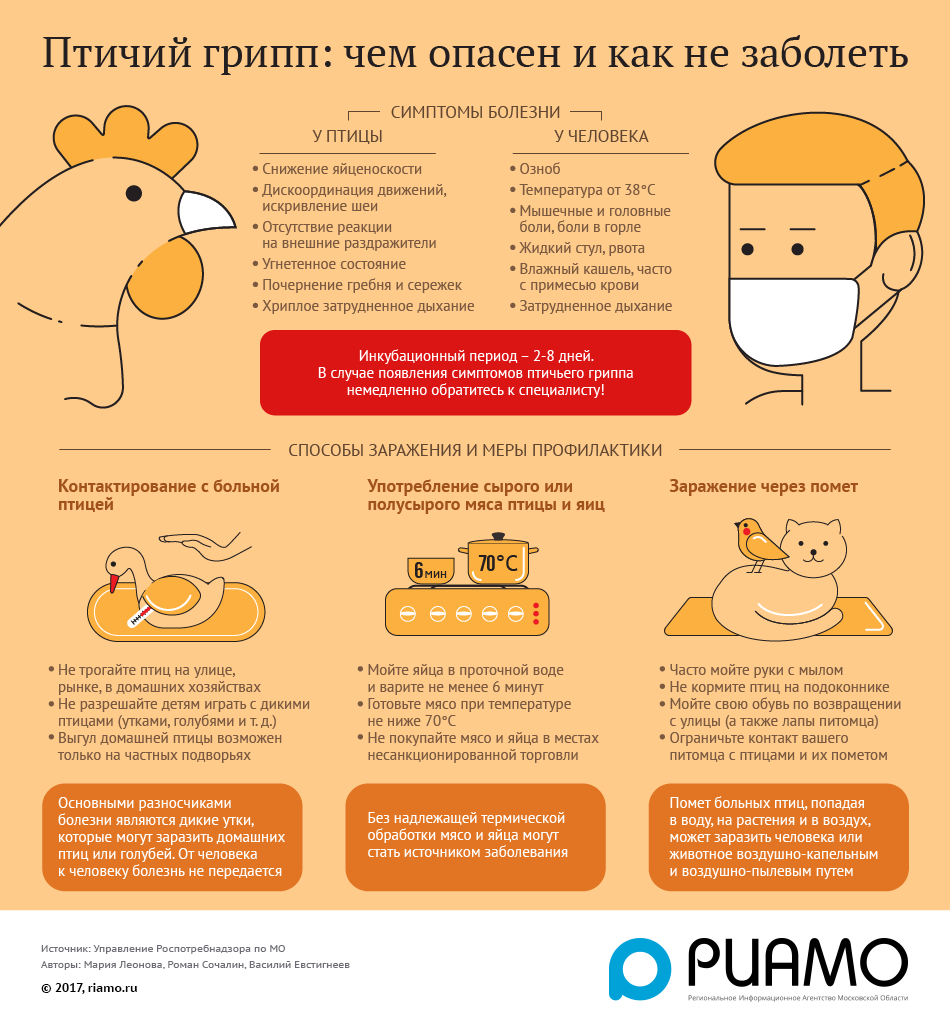 Птичий грипп: чем опасен и как не заболеть
СИМПТОМЫ БОЛЕЗНИ
У ПТИЦЫ
• Снижение яйценоскости
• Дискоординация движений,
искривление шеи
• Отсутствие реакции
на внешние раздражители
• Угнетенное состояние
• Почернение гребня и сережек
• Хриплое затрудненное дыхание
У ЧЕЛОВЕКА
• Озноб
• Температура от 38°С
• Мышечные и головные
боли, боли в горле
• Жидкий стул, рвота
• Влажный кашель, часто
с примесью крови
• Затрудненное дыхание
Инкубационный период – 2-8 дней.
В случае появления симптомов птичьего гриппа
немедленно обратитесь к специалисту!
СПОСОБЫ ЗАРАЖЕНИЯ И МЕРЫ ПРОФИЛАКТИКИ
Контактирование с больной
птицей
• Не трогайте птиц на улице,
рынке, в домашних хозяйствах
• Не разрешайте детям играть с дикими
птицами (утками, голубями и т. д.)
• Выгул домашней птицы возможен
только на частных подворьях
Основными разносчиками
болезни являются дикие утки,
которые могут заразить домашних
птиц или голубей. От человека
к человеку болезнь не передается
Употребление сырого или
полусырого мяса птицы и яиц
6 мин
70°С
• Мойте яйца в проточной воде
и варите не менее 6 минут
• Готовьте мясо при температуре
не ниже 70°С
• Не покупайте мясо и яйца в местах
несанкционированной торговли
Без надлежащей термической
обработки мясо и яйца могут
стать источником заболевания
Заражение через помет
• Часто мойте руки с мылом
• Не кормите птиц на подоконнике
• Мойте свою обувь по возвращении
с улицы (а также лапы питомца)
• Ограничьте контакт вашего
питомца с птицами и их пометом
Помет больных птиц, попадая
в воду, на растения и в воздух,
может заразить человека или
животное воздушно-капельным
и воздушно-пылевым путем
Источник: Управление Роспотребнадзора по МО
Авторы: Мария Леонова, Роман Сочалин, Василий Евстигнеев
© 2017, riamo.ru
РИАМО
Региональное Информационное Агентство Московской Области